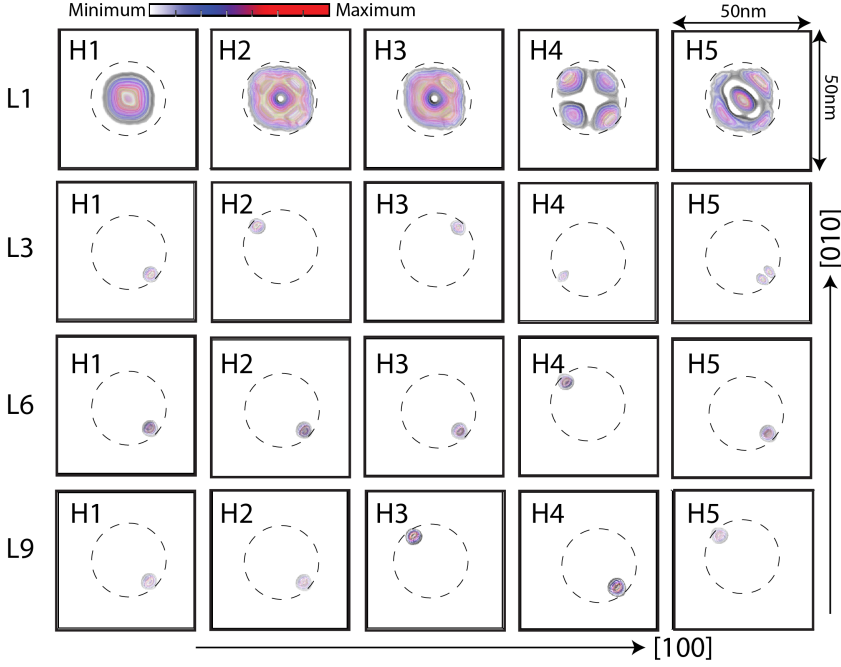 Minimum Maximum
50nm
H1 H2 H3 H4 H5
L1
50nm
H1 H2 H3 H4 H5
L3
[010]
H1 H2 H3 H4 H5
L6
H1 H2 H3 H4 H5
L9
[100]